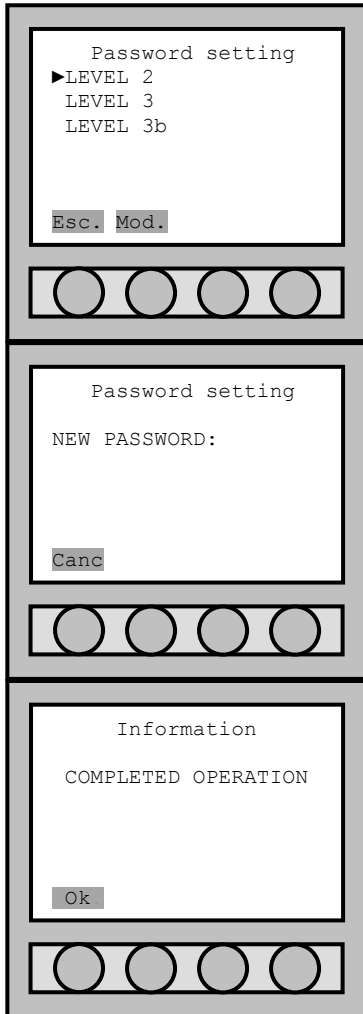 Password setting
►LEVEL 2
LEVEL 3
LEVEL 3b
Esc. Mod.
Password setting
NEW PASSWORD:
Canc
Information
COMPLETED OPERATION
Ok